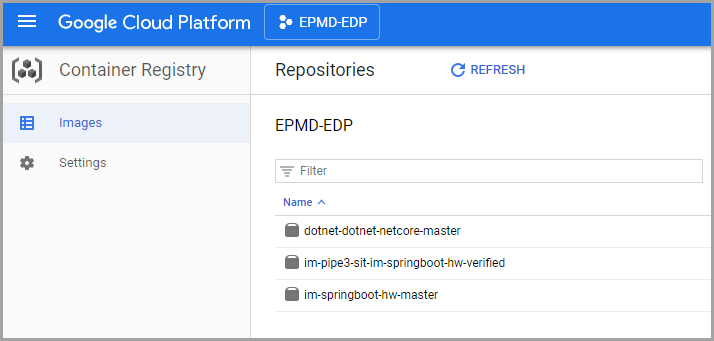 Google Cloud Platform
EPMD-EDP
Container Registry
Repositories
REFRESH
Images
Settings
EPMD-EDP
Filter
Name
dotnet-dotnet-netcore-master
im-pipe3-sit-im-springboot-hw-verified
im-springboot-hw-master